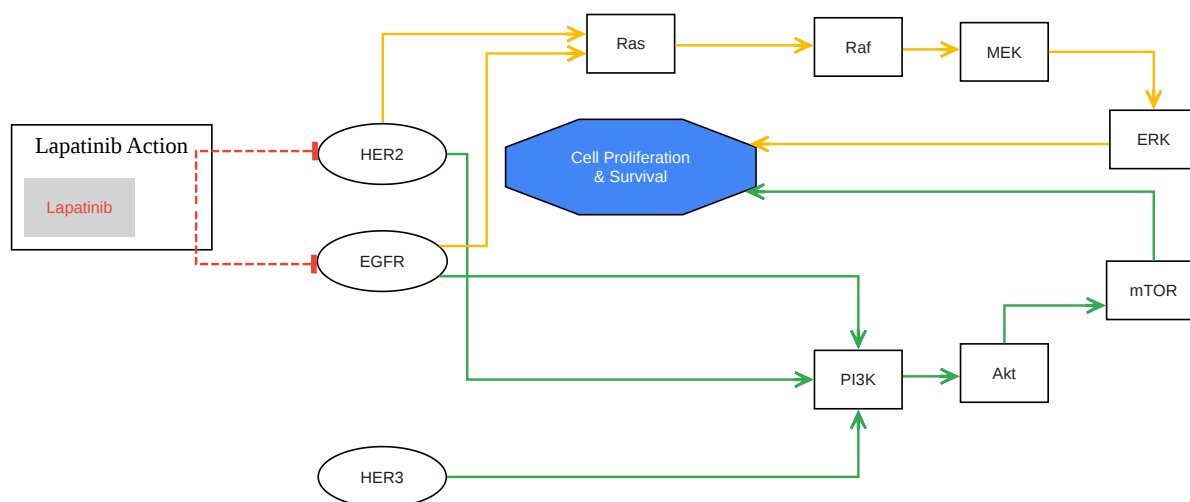 Ras
Raf
MEK
ERK
Lapatinib Action
Lapatinib
HER2
Cell Proliferation
& Survival
EGFR
mTOR
PI3K
Akt
HER3